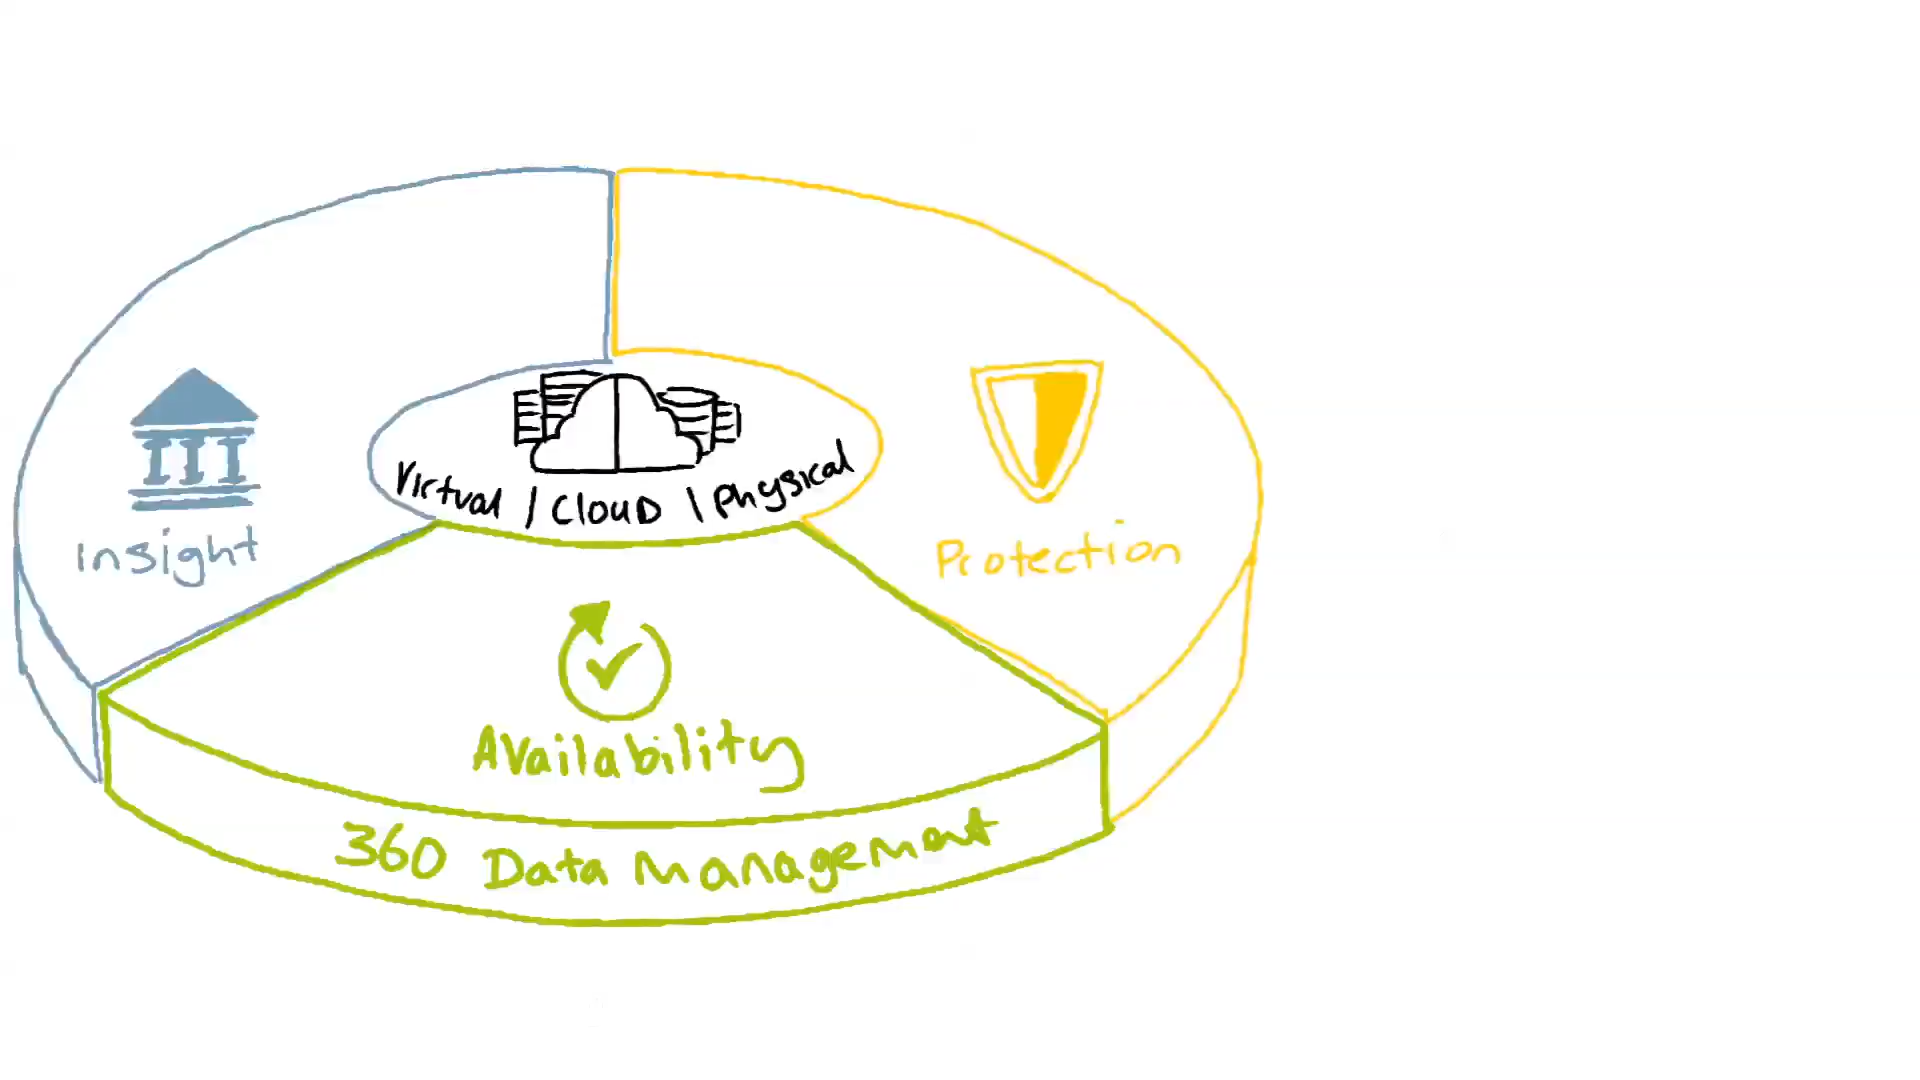 Virtual | Cloud | Physical
Insight
Protection
Availability
360 Data Management